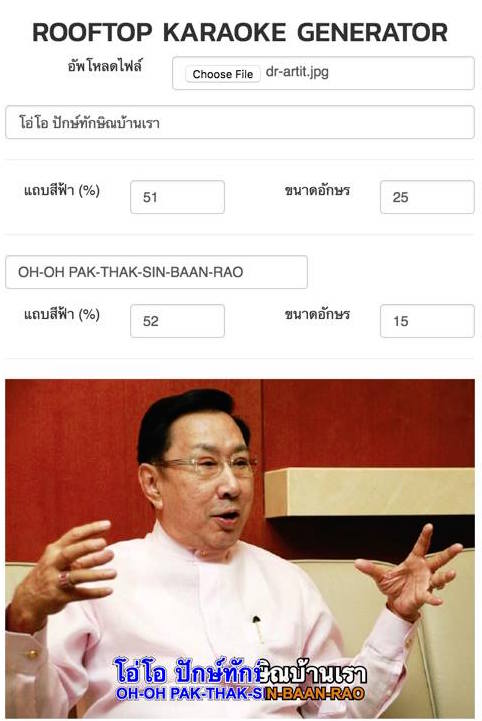 ROOFTOP KARAOKE GENERATOR
อัพโหลดไฟล์ Choose File dr-artit.jpg
โอ่โอ ปักษ์ทักษิณบ้านเรา
แถบสีฟ้า (%) 51 ขนาดอักษร 25
OH-OH PAK-THAK-SIN-BAAN-RAO
แถบสีฟ้า (%) 52 ขนาดอักษร 15
โอ่โอ ปักษ์ทักษิณบ้านเรา
OH-OH PAK-THAK-SIN-BAAN-RAO